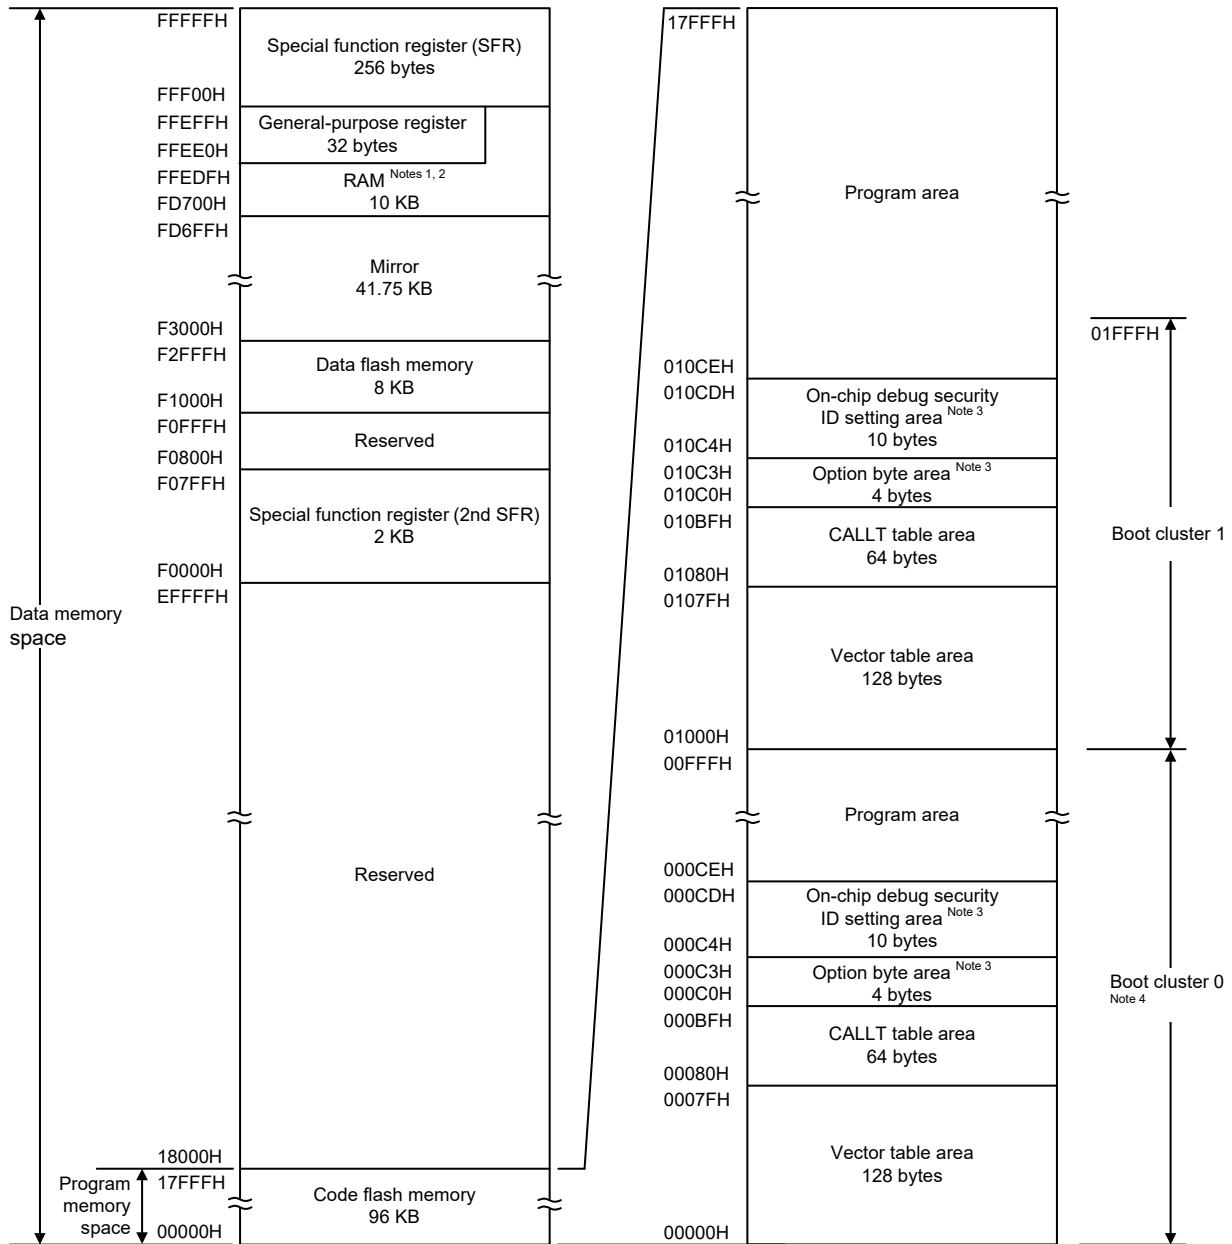 FFFFFH
Special function register (SFR)
256 bytes
FFF00H
FFEFFH
General-purpose register
32 bytes
FFEE0H
FFEDFH
RAM Notes 1, 2
10 KB
FD700H
FD6FFH
Mirror
41.75 KB
F3000H
F2FFFH
Data flash memory
8 KB
F1000H
F0FFFH
Reserved
F0800H
F07FFH
Special function register (2nd SFR)
2 KB
F0000H
EFFFFH
Data memory
space
Reserved
18000H
17FFFH
Program
memory
space
Code flash memory
96 KB
00000H
17FFFH
Program area
01FFFH
010CEH
010CDH
On-chip debug security
ID setting area Note 3
10 bytes
010C4H
010C3H
Option byte area Note 3
4 bytes
010C0H
010BFH
CALLT table area
64 bytes
Boot cluster 1
01080H
0107FH
Vector table area
128 bytes
01000H
00FFFH
Program area
000CEH
000CDH
On-chip debug security
ID setting area Note 3
10 bytes
000C4H
000C3H
Option byte area Note 3
4 bytes
000C0H
Boot cluster 0
Note 4
000BFH
CALLT table area
64 bytes
00080H
0007FH
Vector table area
128 bytes
00000H